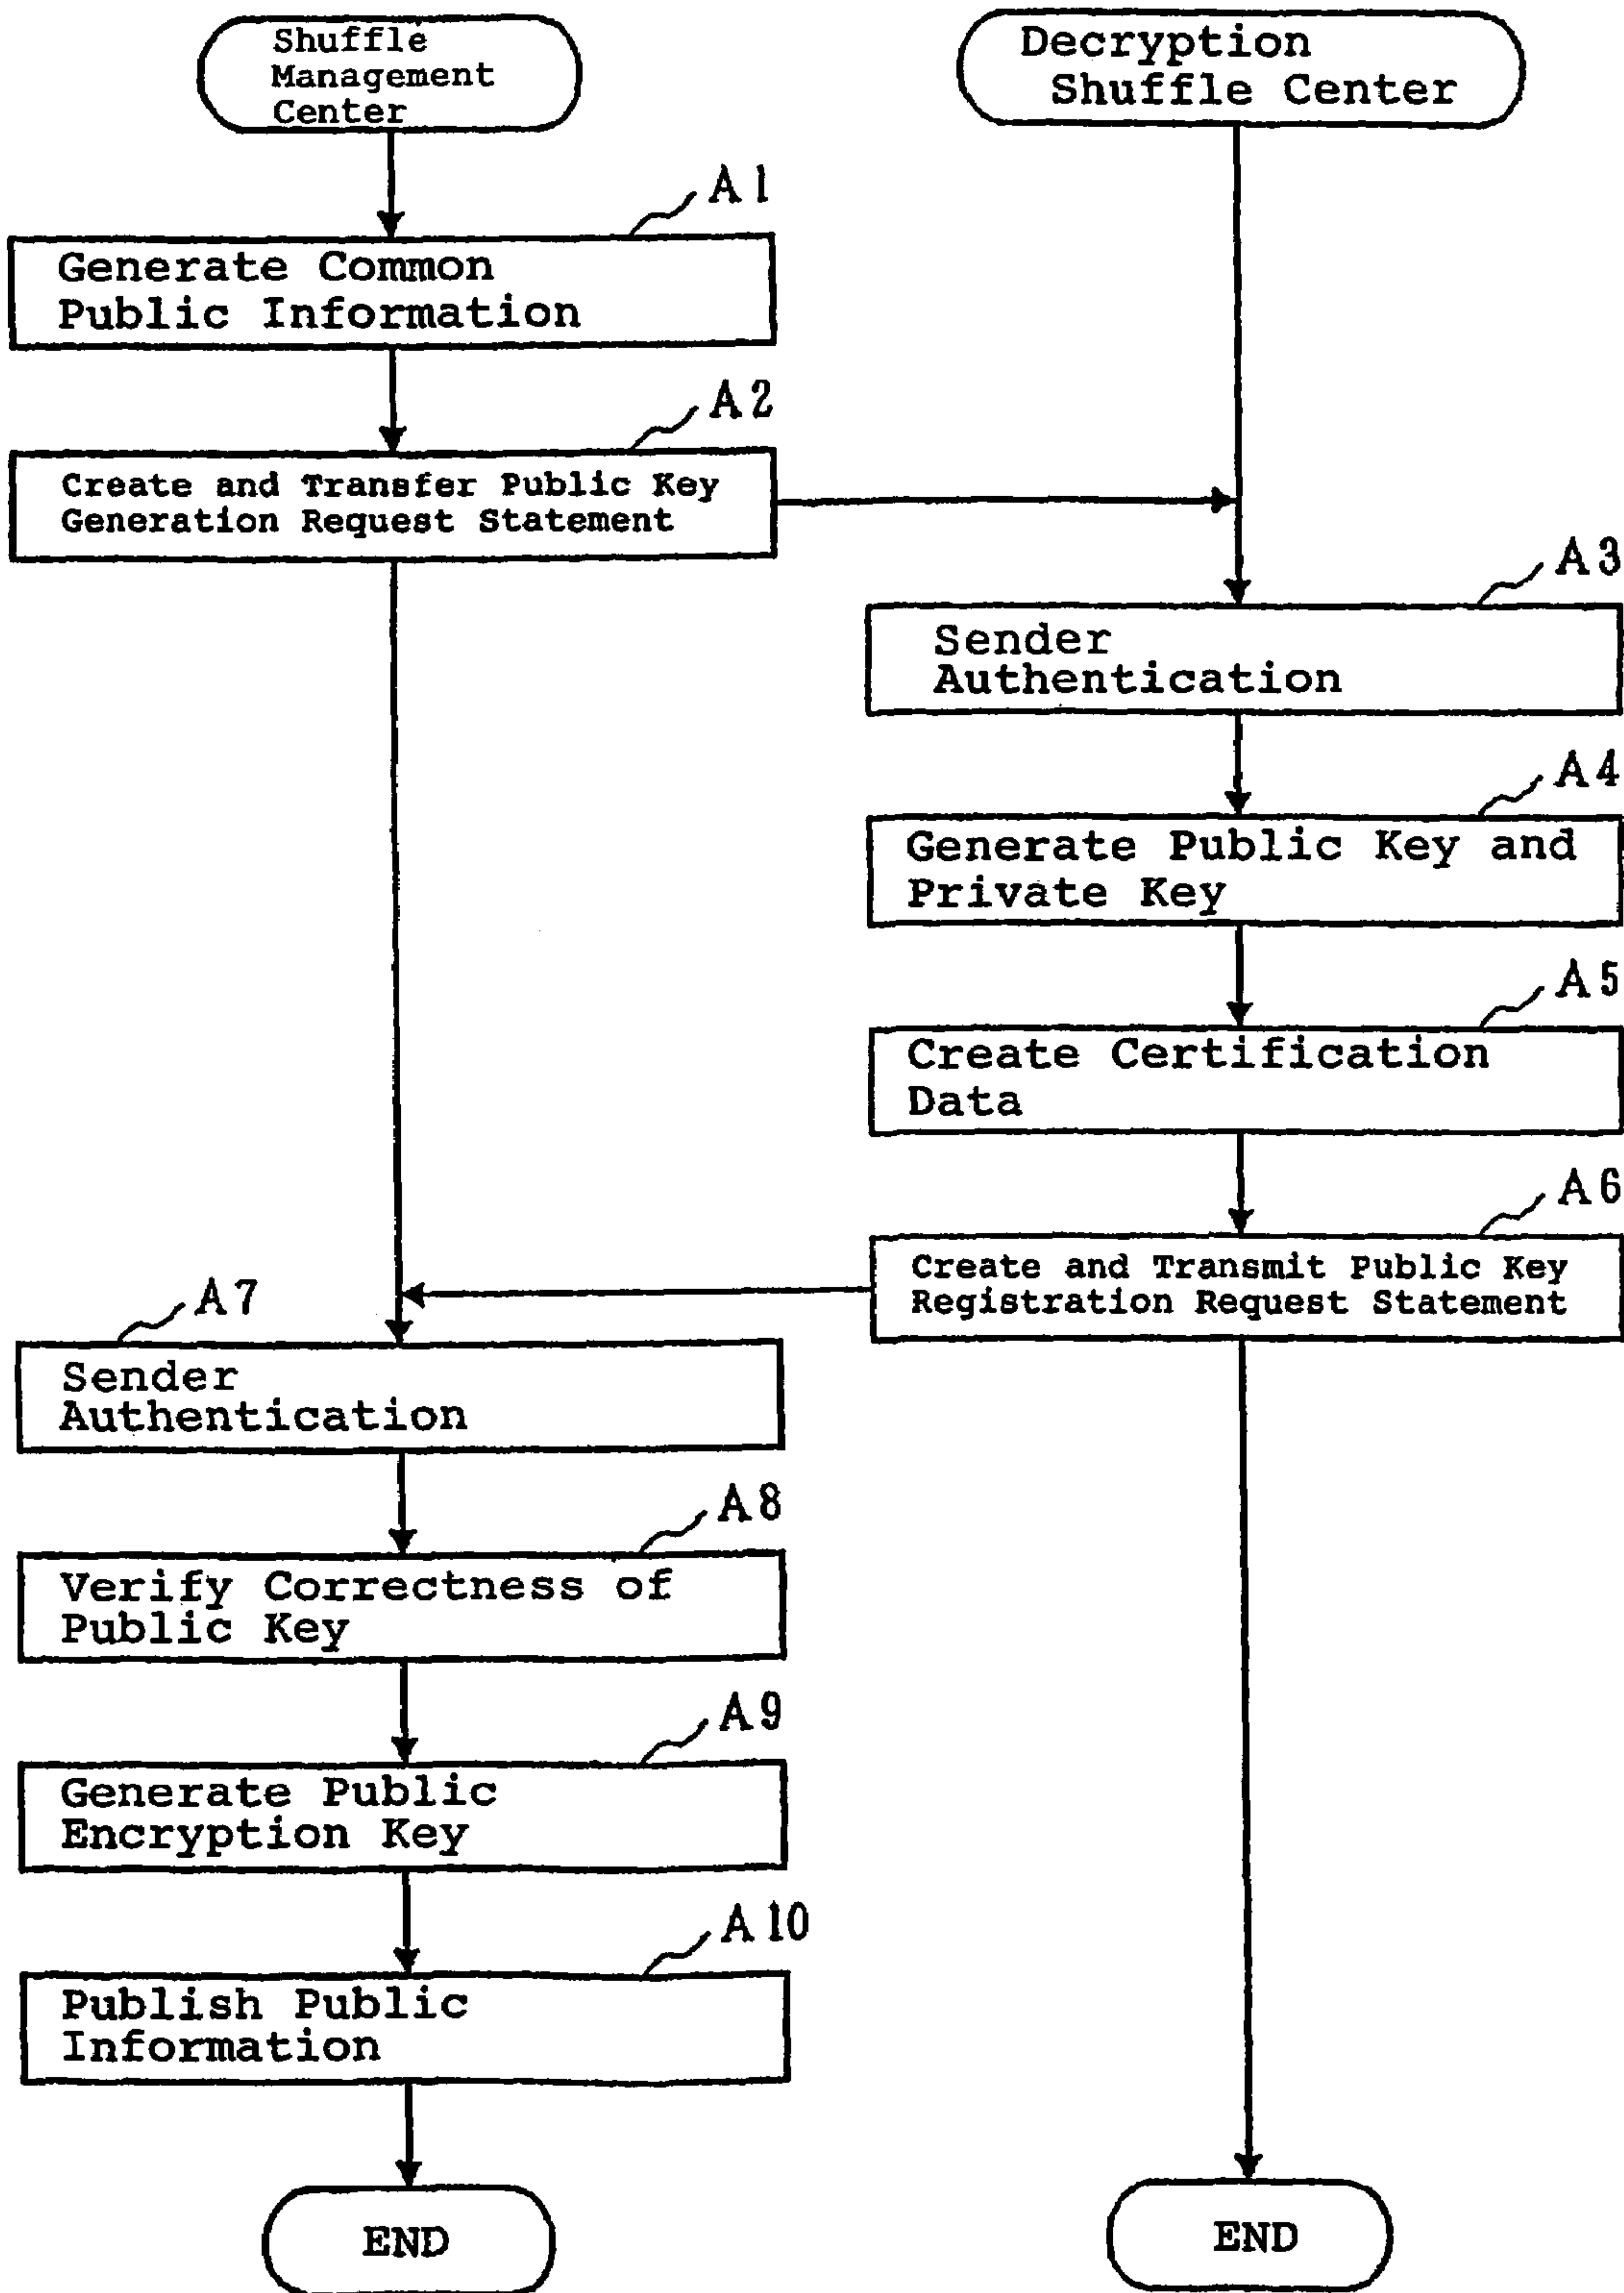 Shuffle
Management
Center
Decryption
Shuffle Center
A1
Generate Common
Public Information
A2
Create and Transfer Public Key
Generation Request Statement
A3
Sender
Authentication
A4
Generate Public Key and
Private Key
A5
Create Certification
Data
A6
Create and Transmit Public Key
Registration Request Statement
A7
Sender
Authentication
A8
Verify Correctness of
Public Key
A9
Generate Public
Encryption Key
A10
Publish Public
Information
END
END